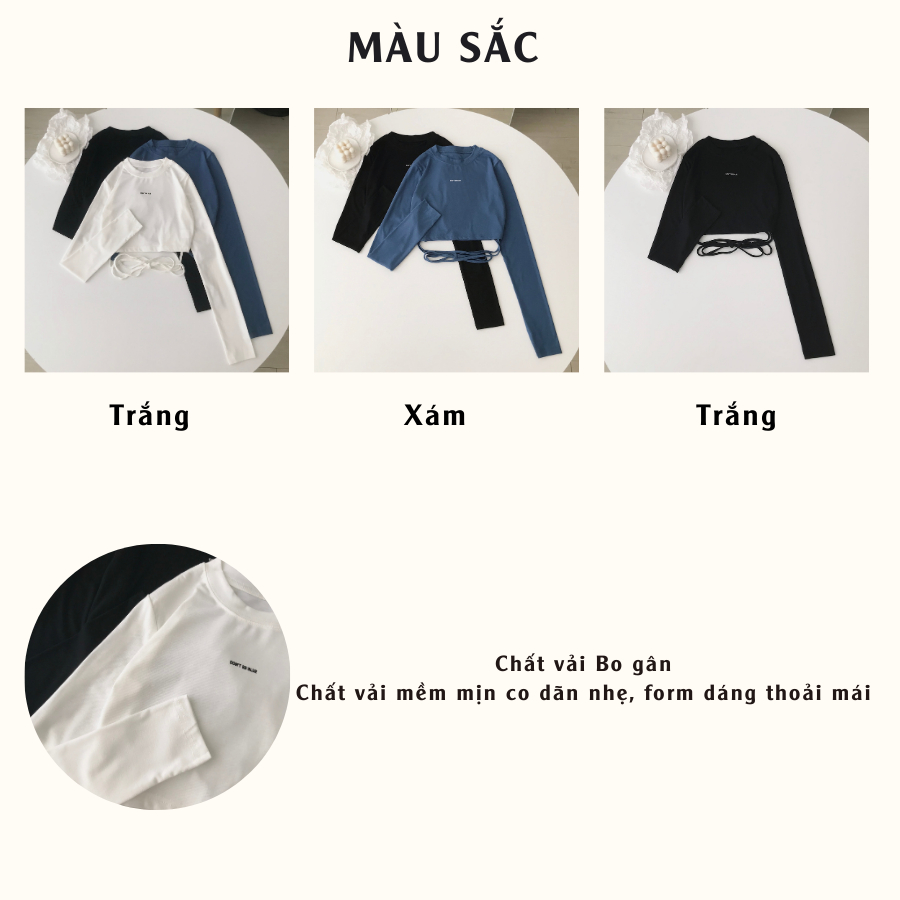 MÀU SẮC
Trắng
Xám
Trắng
Chất vải Bo gân
Chất vải mềm mịn co dãn nhẹ, form dáng thoải mái